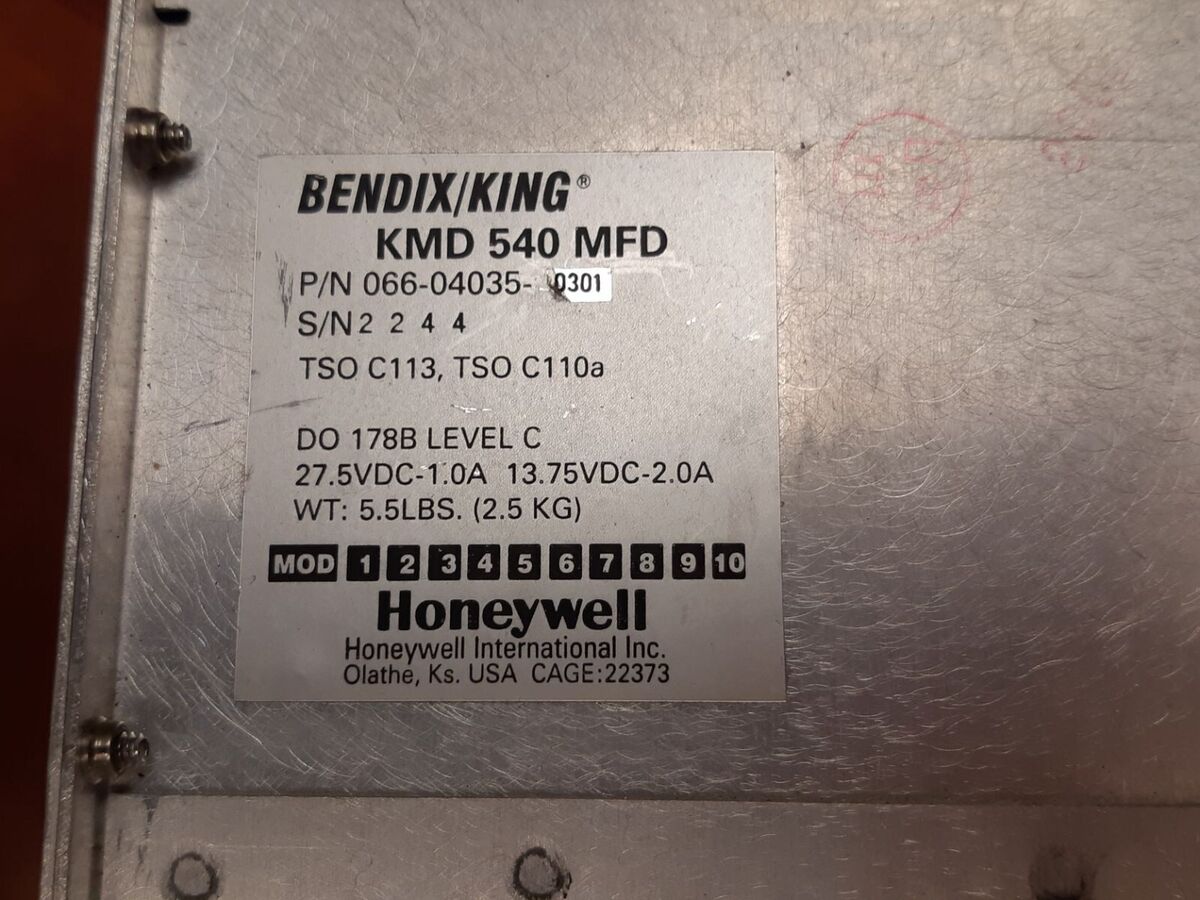 BENDIX/KING®
KMD 540 MFD
P/N 066-04035- 0301
S/N 2 2 4 4
TSO C113, TSO C110a
DO 178B LEVEL C
27.5VDC-1.0A 13.75VDC-2.0A
WT: 5.5LBS. (2.5 KG)
MOD 1 2 3 4 5 6 7 8 9 10
Honeywell
Honeywell International Inc.
Olathe, Ks. USA CAGE:22373